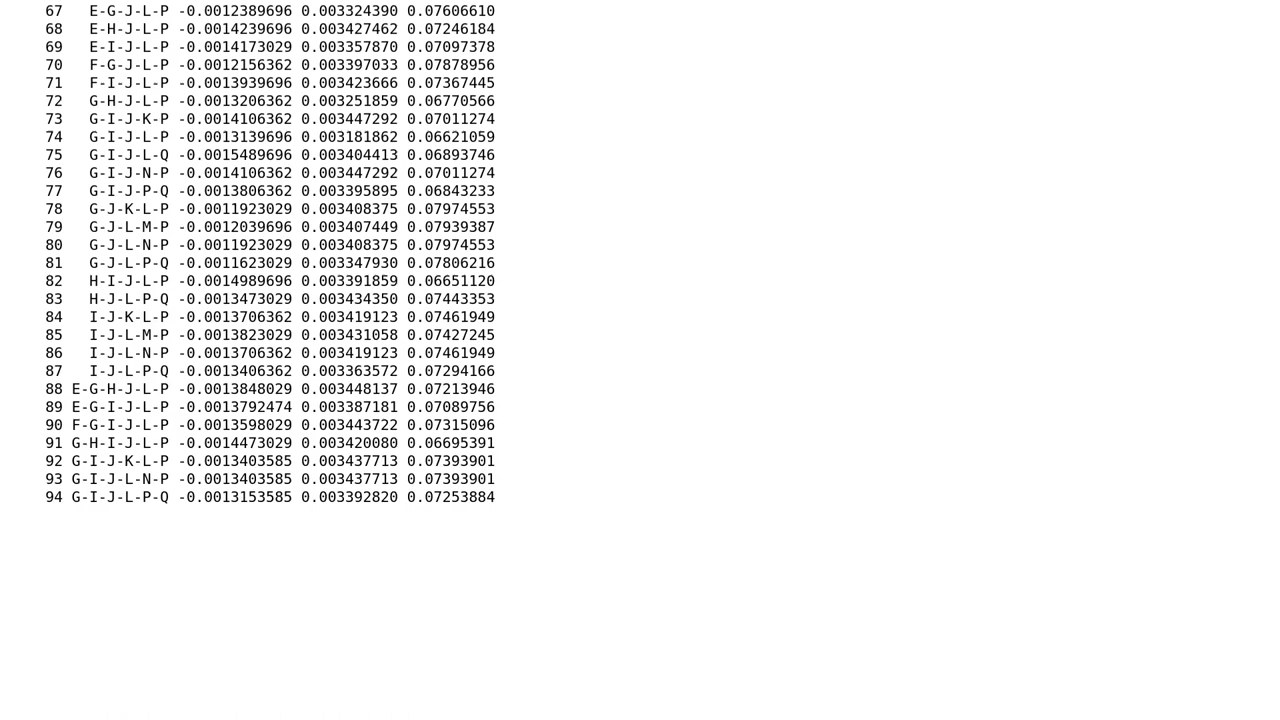 67 E-G-J-L-P -0.0012389696 0.003324390 0.07606610
68 E-H-J-L-P -0.0014239696 0.003427462 0.07246184
69 E-I-J-L-P -0.0014173029 0.003357870 0.07097378
70 F-G-J-L-P -0.0012156362 0.003397033 0.07878956
71 F-I-J-L-P -0.0013939696 0.003423666 0.07367445
72 G-H-J-L-P -0.0013206362 0.003251859 0.06770566
73 G-I-J-K-P -0.0014106362 0.003447292 0.07011274
74 G-I-J-L-P -0.0013139696 0.003181862 0.06621059
75 G-I-J-L-Q -0.0015489696 0.003404413 0.06893746
76 G-I-J-N-P -0.0014106362 0.003447292 0.07011274
77 G-I-J-P-Q -0.0013806362 0.003395895 0.06843233
78 G-J-K-L-P -0.0011923029 0.003408375 0.07974553
79 G-J-L-M-P -0.0012039696 0.003407449 0.07939387
80 G-J-L-N-P -0.0011923029 0.003408375 0.07974553
81 G-J-L-P-Q -0.0011623029 0.003347930 0.07806216
82 H-I-J-L-P -0.0014989696 0.003391859 0.06651120
83 H-J-L-P-Q -0.0013473029 0.003434350 0.07443353
84 I-J-K-L-P -0.0013706362 0.003419123 0.07461949
85 I-J-L-M-P -0.0013823029 0.003431058 0.07427245
86 I-J-L-N-P -0.0013706362 0.003419123 0.07461949
87 I-J-L-P-Q -0.0013406362 0.003363572 0.07294166
88 E-G-H-J-L-P -0.0013848029 0.003448137 0.07213946
89 E-G-I-J-L-P -0.0013792474 0.003387181 0.07089756
90 F-G-I-J-L-P -0.0013598029 0.003443722 0.07315096
91 G-H-I-J-L-P -0.0014473029 0.003420080 0.06695391
92 G-I-J-K-L-P -0.0013403585 0.003437713 0.07393901
93 G-I-J-L-N-P -0.0013403585 0.003437713 0.07393901
94 G-I-J-L-P-Q -0.0013153585 0.003392820 0.07253884